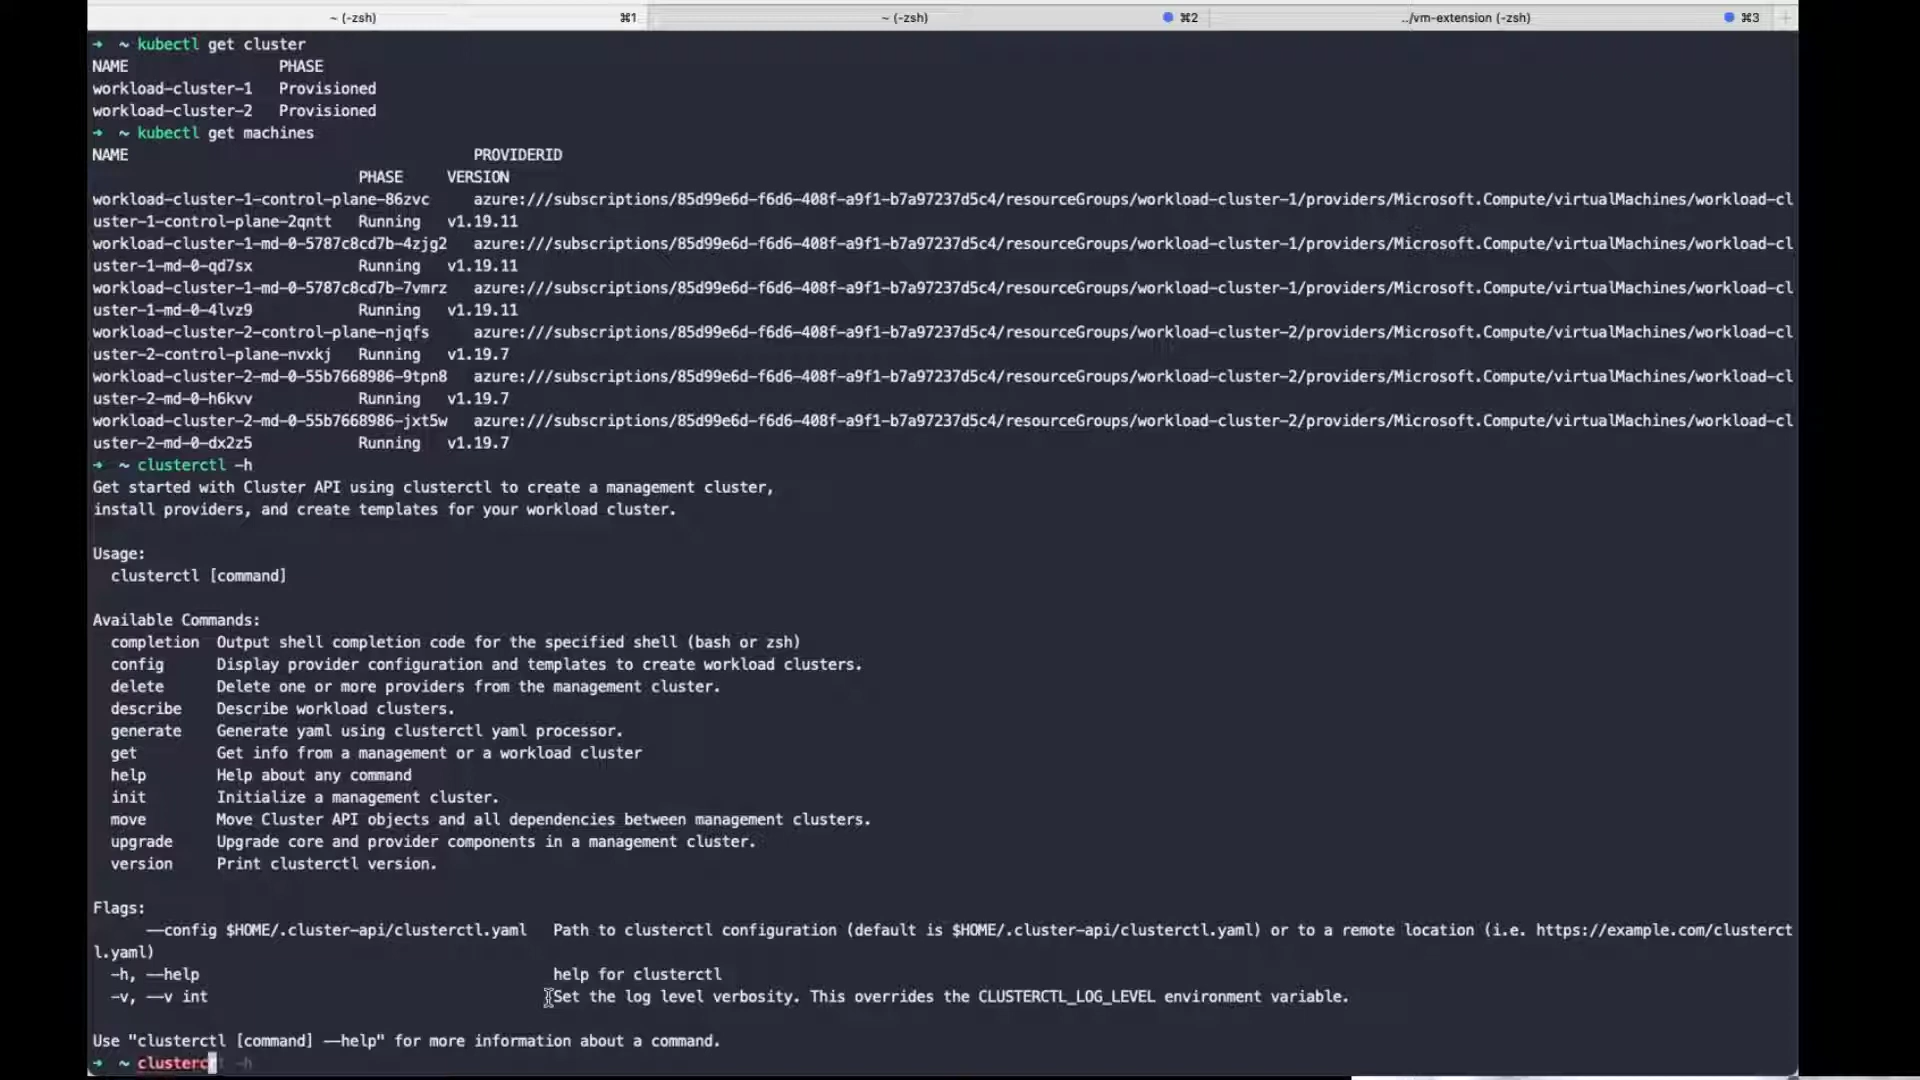 ~ (-zsh) ⌘1 ~ (-zsh) ⌘2 ../vm-extension (-zsh) ⌘3 +
➜ ~ kubectl get cluster
NAME PHASE
workload-cluster-1 Provisioned
workload-cluster-2 Provisioned
➜ ~ kubectl get machines
NAME PROVIDERID
PHASE VERSION
workload-cluster-1-control-plane-86zvc azure:///subscriptions/85d99e6d-f6d6-408f-a9f1-b7a97237d5c4/resourceGroups/workload-cluster-1/providers/Microsoft.Compute/virtualMachines/workload-cl
uster-1-control-plane-2qntt Running v1.19.11
workload-cluster-1-md-0-5787c8cd7b-4zjg2 azure:///subscriptions/85d99e6d-f6d6-408f-a9f1-b7a97237d5c4/resourceGroups/workload-cluster-1/providers/Microsoft.Compute/virtualMachines/workload-cl
uster-1-md-0-qd7sx Running v1.19.11
workload-cluster-1-md-0-5787c8cd7b-7vmrz azure:///subscriptions/85d99e6d-f6d6-408f-a9f1-b7a97237d5c4/resourceGroups/workload-cluster-1/providers/Microsoft.Compute/virtualMachines/workload-cl
uster-1-md-0-4lvz9 Running v1.19.11
workload-cluster-2-control-plane-njqfs azure:///subscriptions/85d99e6d-f6d6-408f-a9f1-b7a97237d5c4/resourceGroups/workload-cluster-2/providers/Microsoft.Compute/virtualMachines/workload-cl
uster-2-control-plane-nvxkj Running v1.19.7
workload-cluster-2-md-0-55b7668986-9tpn8 azure:///subscriptions/85d99e6d-f6d6-408f-a9f1-b7a97237d5c4/resourceGroups/workload-cluster-2/providers/Microsoft.Compute/virtualMachines/workload-cl
uster-2-md-0-h6kvv Running v1.19.7
workload-cluster-2-md-0-55b7668986-jxt5w azure:///subscriptions/85d99e6d-f6d6-408f-a9f1-b7a97237d5c4/resourceGroups/workload-cluster-2/providers/Microsoft.Compute/virtualMachines/workload-cl
uster-2-md-0-dx2z5 Running v1.19.7
➜ ~ clusterctl -h
Get started with Cluster API using clusterctl to create a management cluster,
install providers, and create templates for your workload cluster.
Usage:
clusterctl [command]
Available Commands:
completion Output shell completion code for the specified shell (bash or zsh)
config Display provider configuration and templates to create workload clusters.
delete Delete one or more providers from the management cluster.
describe Describe workload clusters.
generate Generate yaml using clusterctl yaml processor.
get Get info from a management or a workload cluster
help Help about any command
init Initialize a management cluster.
move Move Cluster API objects and all dependencies between management clusters.
upgrade Upgrade core and provider components in a management cluster.
version Print clusterctl version.
Flags:
--config $HOME/.cluster-api/clusterctl.yaml Path to clusterctl configuration (default is $HOME/.cluster-api/clusterctl.yaml) or to a remote location (i.e. https://example.com/clusterct
l.yaml)
-h, --help help for clusterctl
-v, --v int Set the log level verbosity. This overrides the CLUSTERCTL_LOG_LEVEL environment variable.
Use "clusterctl [command] --help" for more information about a command.
➜ ~ clusterc -h